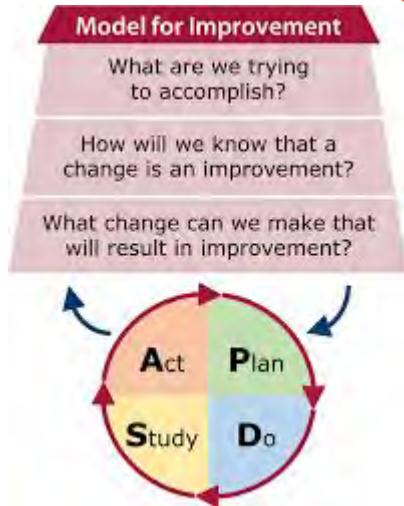 Model for Improvement
What are we trying
to accomplish?
How will we know that a
change is an improvement?
What change can we make that
will result in improvement?
Act
Plan
Study
Do